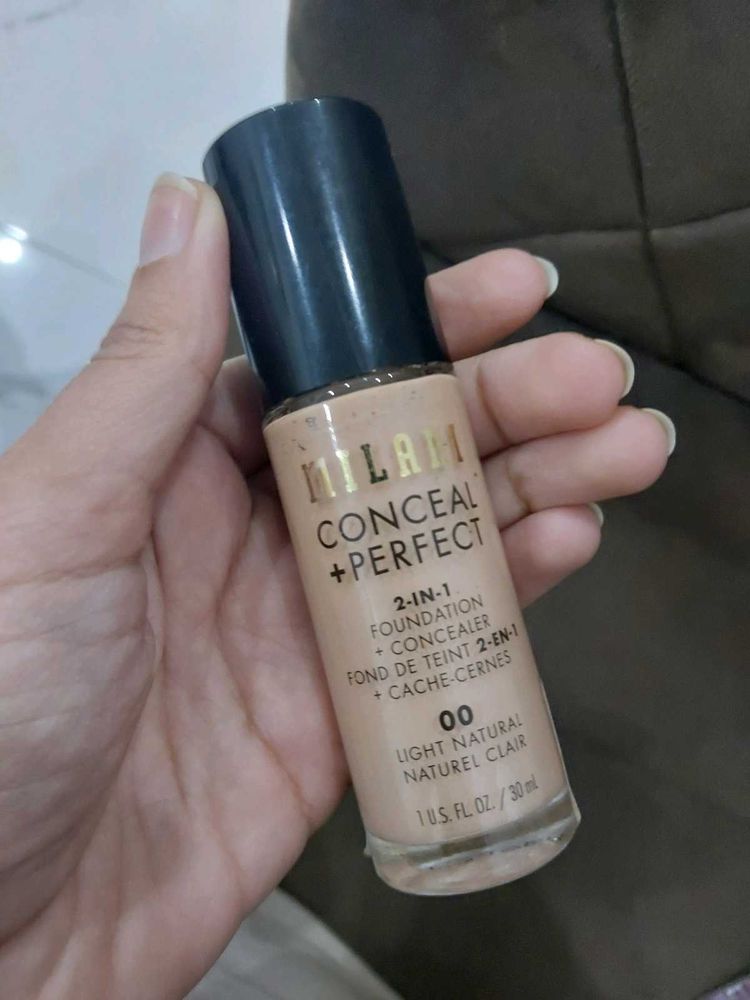 MILANI
CONCEAL
+PERFECT
2-IN-1
FOUNDATION
+ CONCEALER
FOND DE TEINT 2-EN-1
+ CACHE-CERNES
00
LIGHT NATURAL
NATUREL CLAIR
1 U.S. FL. OZ. / 30 ml